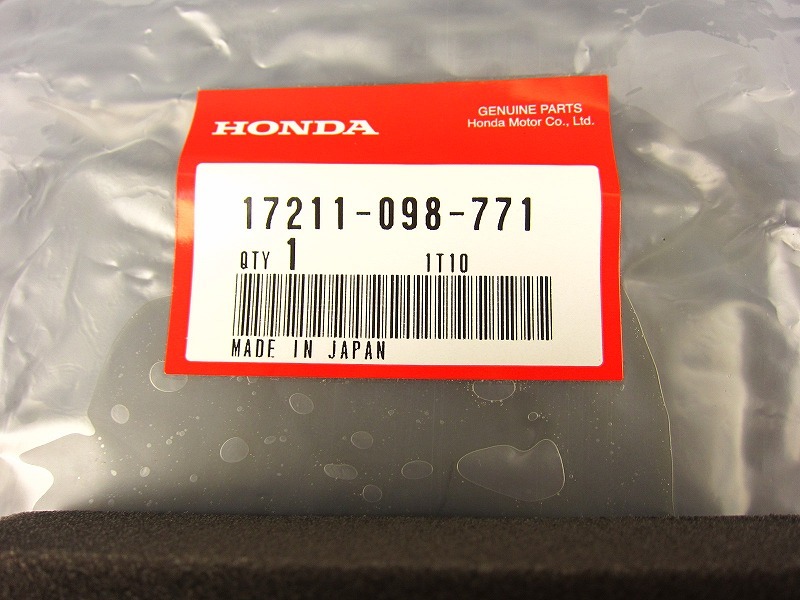 HONDA
GENUINE PARTS
Honda Motor Co., Ltd.
17211-098-771
QTY 1 1T10
MADE IN JAPAN